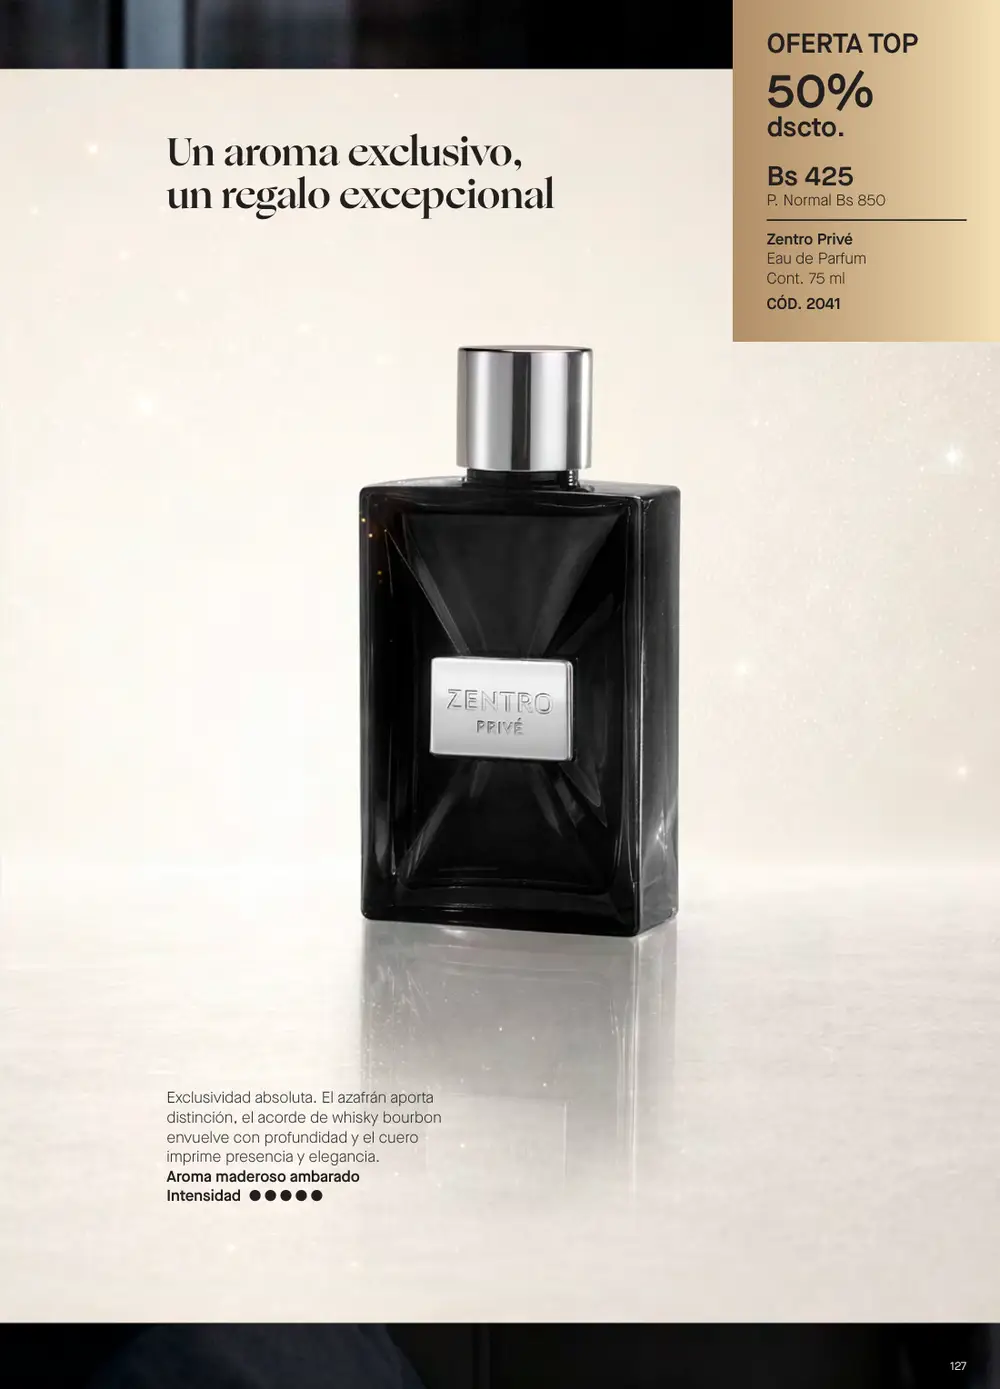 OFERTA TOP
50%
dscto.
Bs 425
P. Normal Bs 850
Zentro Privé
Eau de Parfum
Cont. 75 ml
CÓD. 2041
Un aroma exclusivo,
un regalo excepcional
ZENTRO
PRIVÉ
Exclusividad absoluta. El azafrán aporta
distinción, el acorde de whisky bourbon
envuelve con profundidad y el cuero
imprime presencia y elegancia.
Aroma maderoso ambarado
Intensidad ●●●●●
127